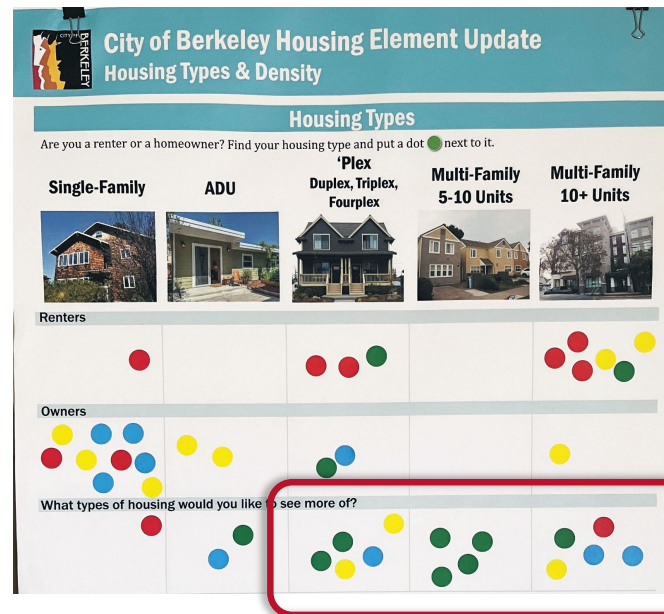 CITY OF
BERKELEY
City of Berkeley Housing Element Update
Housing Types & Density
Housing Types
Are you a renter or a homeowner? Find your housing type and put a dot next to it.
Single-Family
ADU
'Plex
Duplex, Triplex,
Fourplex
Multi-Family
5-10 Units
Multi-Family
10+ Units
Renters
Owners
What types of housing would you like to see more of?